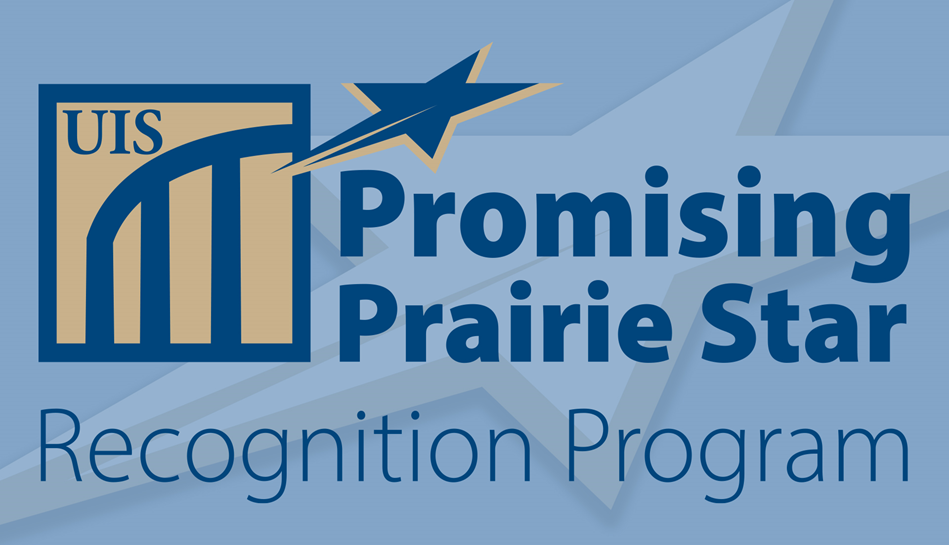 UIS
Promising
Prairie Star
Recognition Program